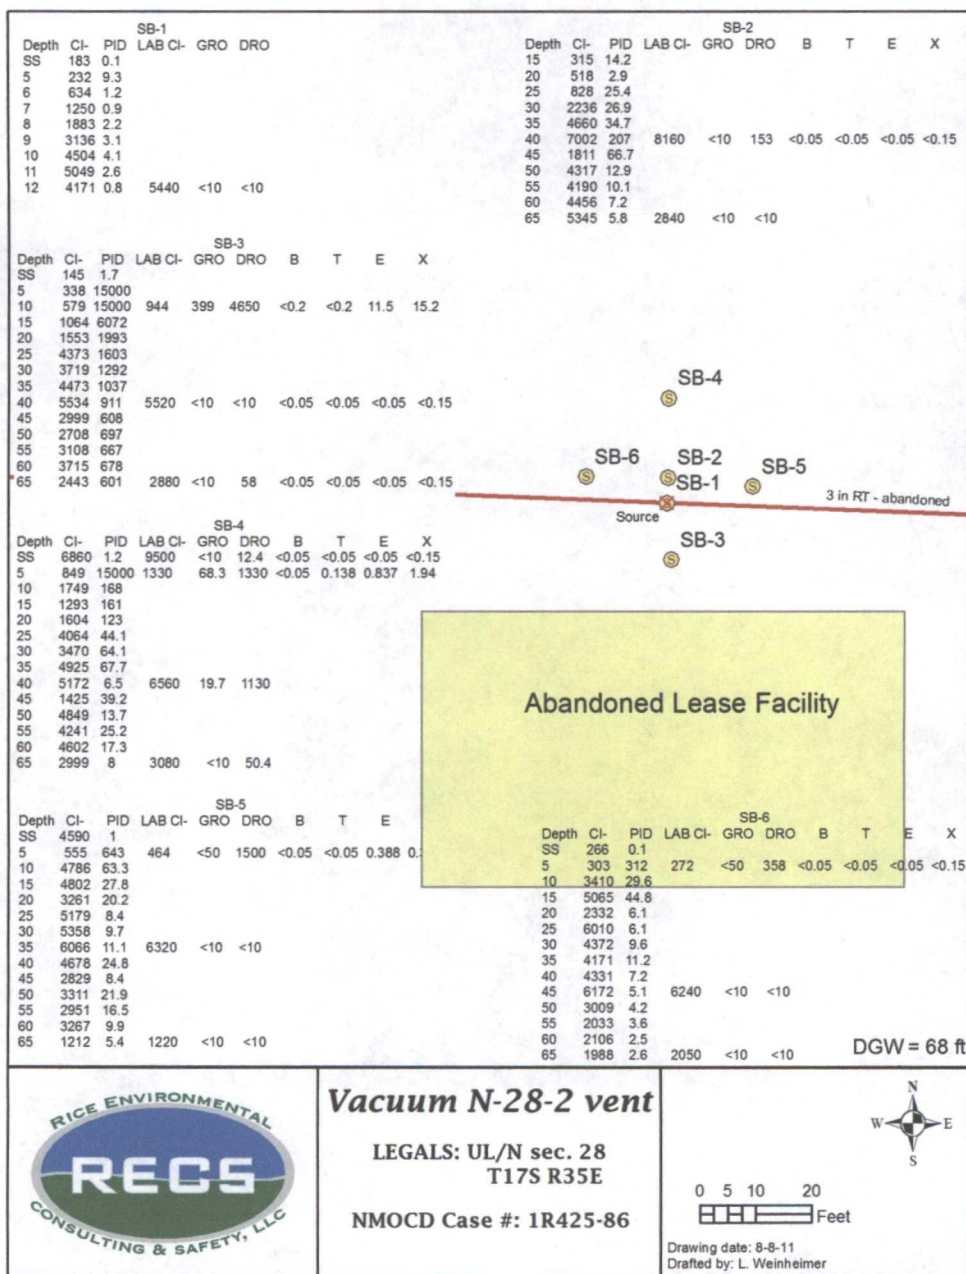 SB-1
Depth Cl- PID LAB Cl- GRO DRO
SS 183 0.1
5 232 9.3
6 634 1.2
7 1250 0.9
8 1883 2.2
9 3136 3.1
10 4504 4.1
11 5049 2.6
12 4171 0.8 5440 <10 <10
SB-2
Depth Cl- PID LAB Cl- GRO DRO B T E X
15 315 14.2
20 518 2.9
25 828 25.4
30 2236 26.9
35 4660 34.7
40 7002 207 8160 <10 153 <0.05 <0.05 <0.05 <0.15
45 1811 66.7
50 4317 12.9
55 4190 10.1
60 4456 7.2
65 5345 5.8 2840 <10 <10
SB-3
Depth Cl- PID LAB Cl- GRO DRO B T E X
SS 145 1.7
5 338 15000
10 579 15000 944 399 4650 <0.2 <0.2 11.5 15.2
15 1064 6072
20 1553 1993
25 4373 1603
30 3719 1292
35 4473 1037
40 5534 911 5520 <10 <10 <0.05 <0.05 <0.05 <0.15
45 2999 608
50 2708 697
55 3108 667
60 3715 678
65 2443 601 2880 <10 58 <0.05 <0.05 <0.05 <0.15
SB-4
Depth Cl- PID LAB Cl- GRO DRO B T E X
SS 6860 1.2 9500 <10 12.4 <0.05 <0.05 <0.05 <0.15
5 849 15000 1330 68.3 1330 <0.05 0.138 0.837 1.94
10 1749 168
15 1293 161
20 1604 123
25 4064 44.1
30 3470 64.1
35 4925 67.7
40 5172 6.5 6560 19.7 1130
45 1425 39.2
50 4849 13.7
55 4241 25.2
60 4602 17.3
65 2999 8 3080 <10 50.4
SB-5
Depth Cl- PID LAB Cl- GRO DRO B T E
SS 4590 1
5 555 643 464 <50 1500 <0.05 <0.05 0.388
10 4786 63.3
15 4802 27.8
20 3261 20.2
25 5179 8.4
30 5358 9.7
35 6066 11.1 6320 <10 <10
40 4678 24.8
45 2829 8.4
50 3311 21.9
55 2951 16.5
60 3267 9.9
65 1212 5.4 1220 <10 <10
SB-4
SB-6 SB-2 SB-5
SB-1
3 in RT - abandoned
Source
SB-3
Abandoned Lease Facility
SB-6
Depth Cl- PID LAB Cl- GRO DRO B T E X
SS 266 0.1
5 303 312 272 <50 358 <0.05 <0.05 <0.05 <0.15
10 3410 29.6
15 5065 44.8
20 2332 6.1
25 6010 6.1
30 4372 9.6
35 4171 11.2
40 4331 7.2
45 6172 5.1 6240 <10 <10
50 3009 4.2
55 2033 3.6
60 2106 2.5
65 1988 2.6 2050 <10 <10
DGW = 68 ft
RICE ENVIRONMENTAL
RECS
CONSULTING & SAFETY, LLC
Vacuum N-28-2 vent
LEGALS: UL/N sec. 28
T17S R35E
NMOCD Case #: 1R425-86
N
W E
S
0 5 10 20
Feet
Drawing date: 8-8-11
Drafted by: L. Weinheimer